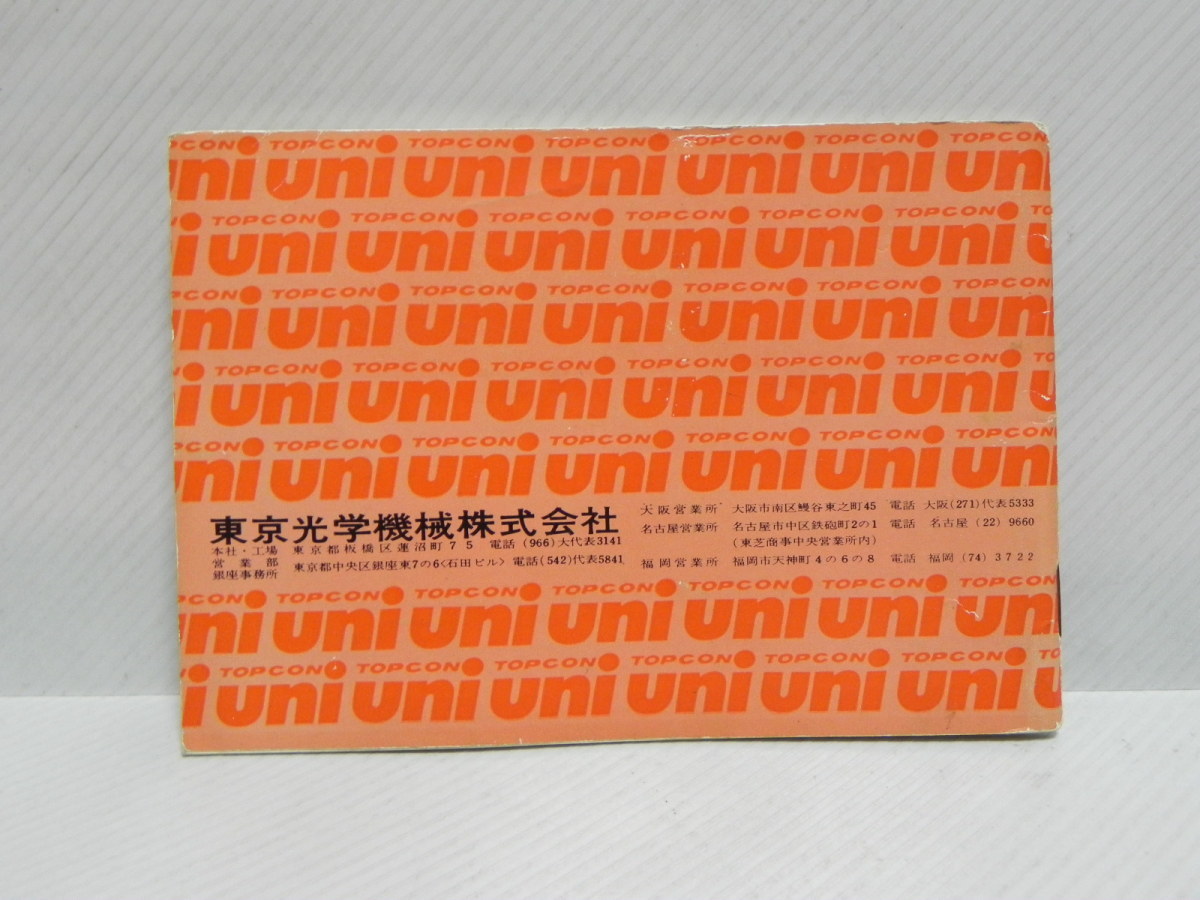 TOPCON TOPCON TOPCON TOPCON TOPCON TOPCON TOPCON
uni uni uni uni uni uni uni
TOPCON TOPCON TOPCON TOPCON TOPCON TOPCON TO
i uni uni uni uni uni uni u
TOPCON TOPCON TOPCON TOPCON TOPCON TOPCON TOPCON
uni uni uni uni uni uni uni
TOPCON TOPCON TOPCON TOPCON TOPCON TOPCON TO
i uni uni uni uni uni uni u
TOPCON TOPCON TOPCON TOPCON TOPCON TOPCON TOPCON
uni uni uni uni uni uni uni
東京光学機械株式会社
本社・工場 東京都板橋区蓮沼町75 電話(966)大代表3141
営業部
銀座事務所 東京都中央区銀座東7の6<石田ビル> 電話(542)代表5841
大阪営業所 大阪市南区鰻谷東之町45 電話 大阪(271)代表5333
名古屋営業所 名古屋市中区鉄砲町2の1 電話 名古屋(22)9660
(東芝商事中央営業所内)
福岡営業所 福岡市天神町4の6の8 電話 福岡(74)3722
TOPCON TOPCON TOPCON TOPCON TOPCON TOPCON TOPCON
uni uni uni uni uni uni uni
TOPCON TOPCON TOPCON TOPCON TOPCON TOPCON TO
i uni uni uni uni uni uni u